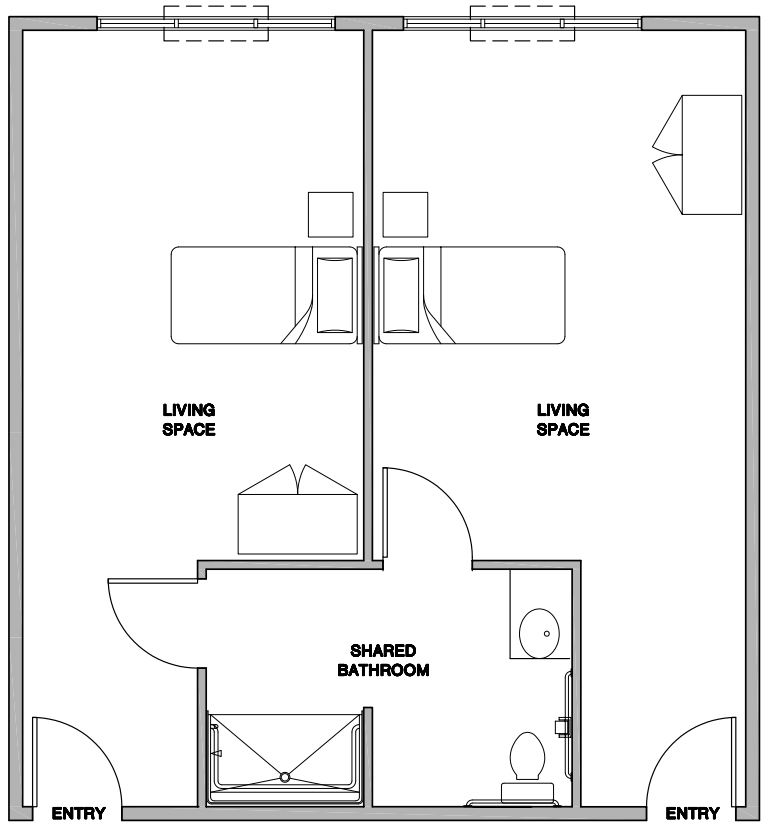 LIVING
SPACE
LIVING
SPACE
SHARED
BATHROOM
ENTRY
ENTRY